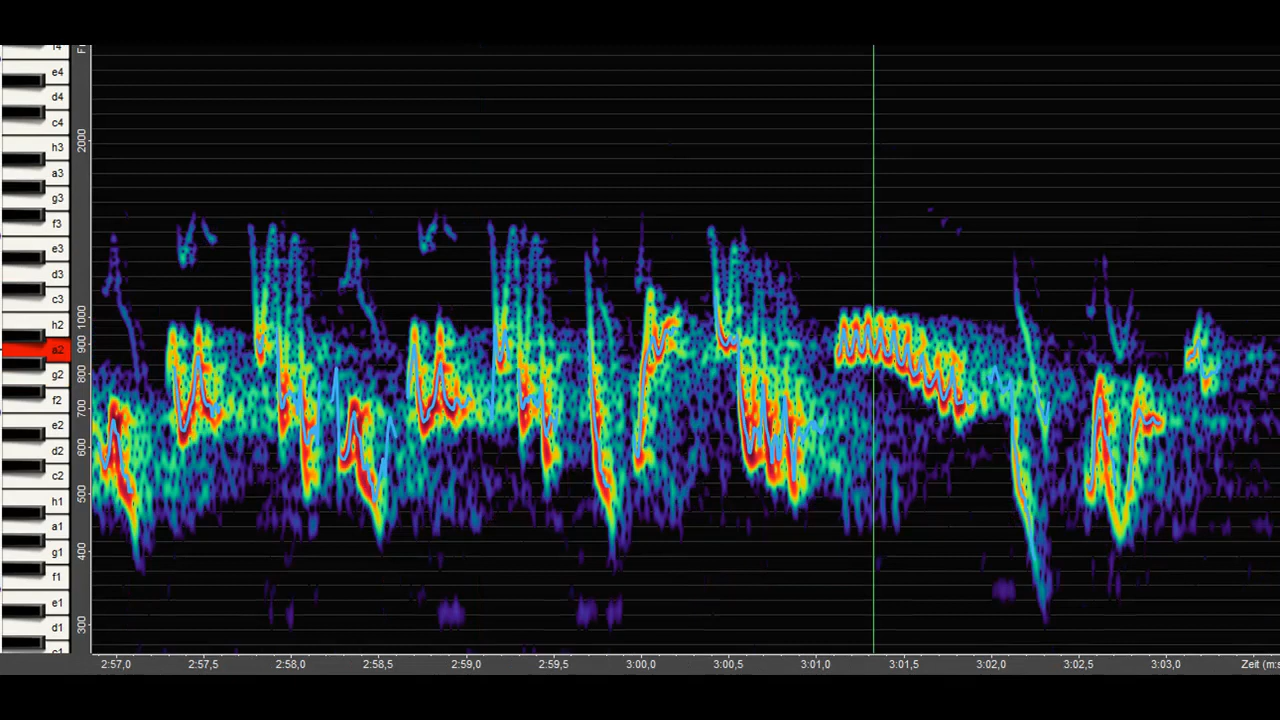 f4
e4
d4
c4
h3
a3
g3
f3
e3
d3
c3
h2
a2
g2
f2
e2
d2
c2
h1
a1
g1
f1
e1
d1
c1
2000
1000
900
800
700
600
500
400
300
2:57,0 2:57,5 2:58,0 2:58,5 2:59,0 2:59,5 3:00,0 3:00,5 3:01,0 3:01,5 3:02,0 3:02,5 3:03,0 Zeit (m:s